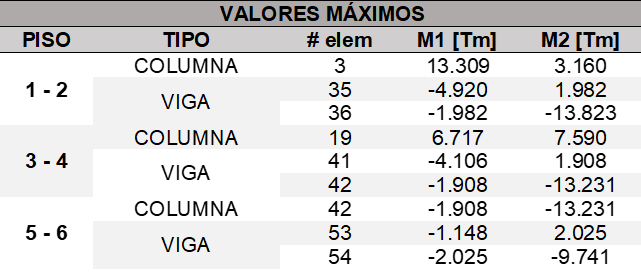 VALORES MÁXIMOS
PISO TIPO # elem M1 [Tm] M2 [Tm]
1 - 2 COLUMNA 3 13.309 3.160
VIGA 35 -4.920 1.982
36 -1.982 -13.823
3 - 4 COLUMNA 19 6.717 7.590
VIGA 41 -4.106 1.908
42 -1.908 -13.231
5 - 6 COLUMNA 42 -1.908 -13.231
VIGA 53 -1.148 2.025
54 -2.025 -9.741